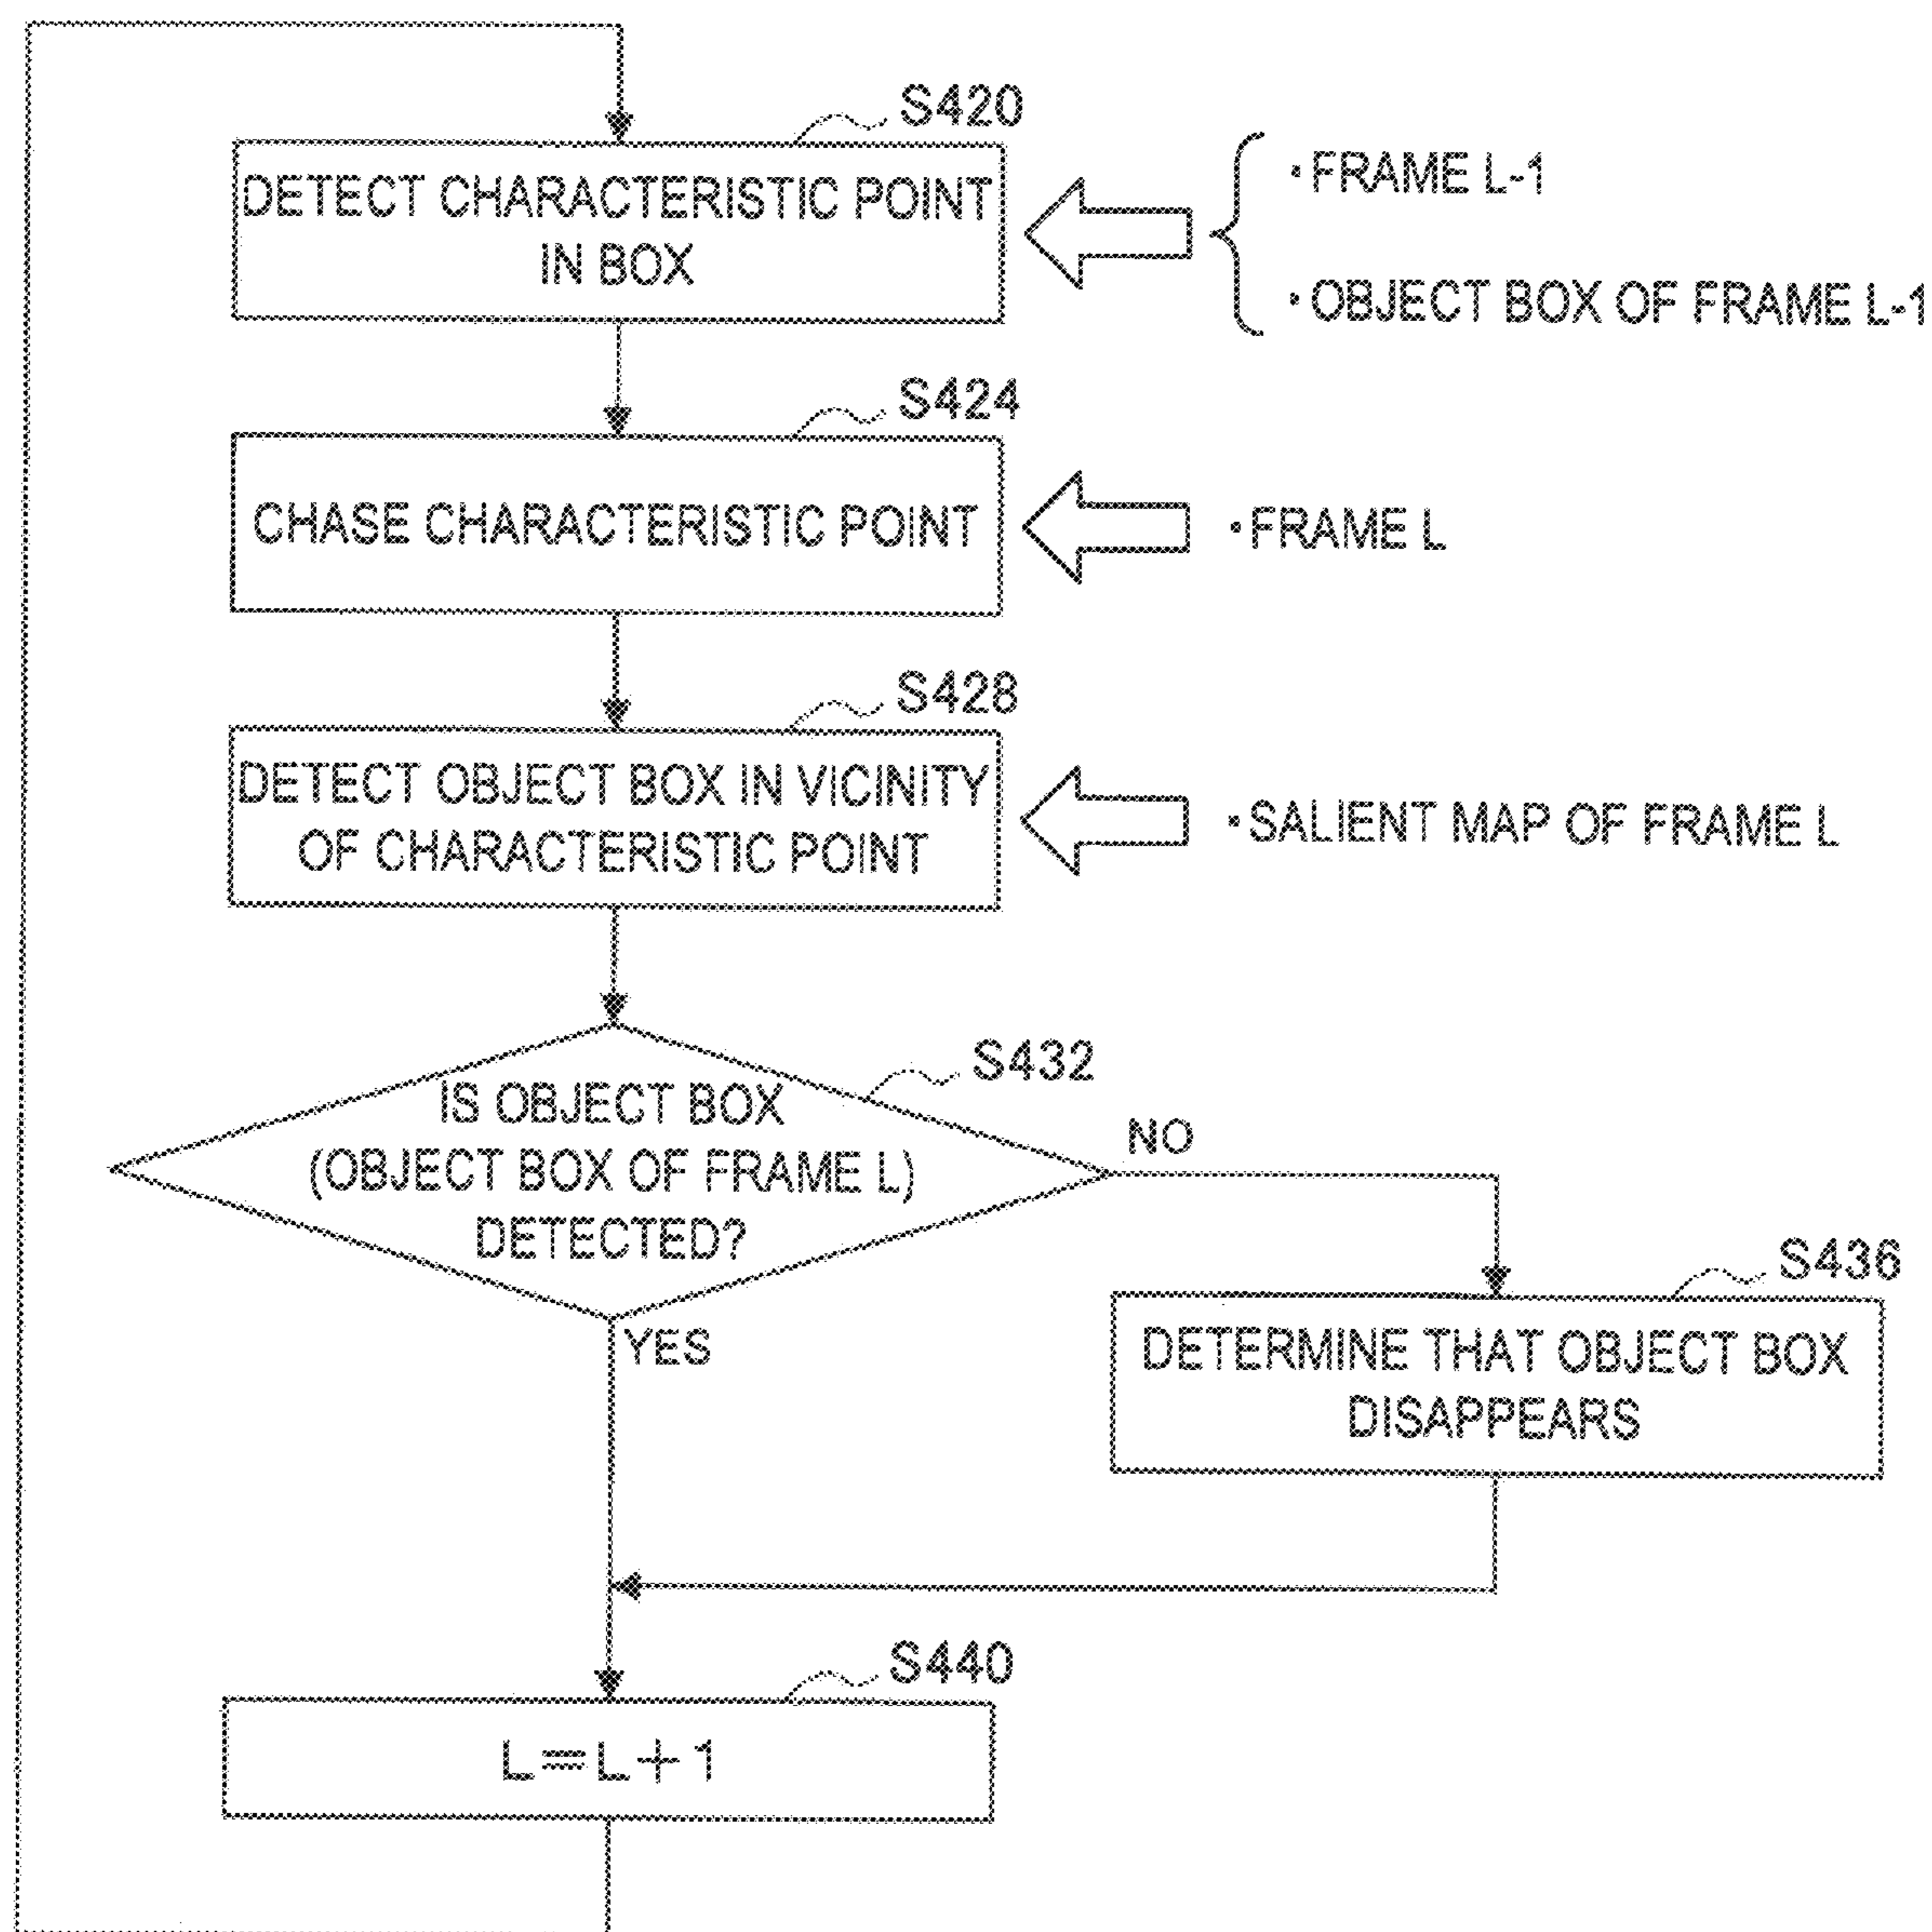 S420
DETECT CHARACTERISTIC POINT
IN BOX
・FRAME L-1
・OBJECT BOX OF FRAME L-1
S424
CHASE CHARACTERISTIC POINT
・FRAME L
S428
DETECT OBJECT BOX IN VICINITY
OF CHARACTERISTIC POINT
・SALIENT MAP OF FRAME L
S432
IS OBJECT BOX
(OBJECT BOX OF FRAME L)
DETECTED?
NO
YES
S436
DETERMINE THAT OBJECT BOX
DISAPPEARS
S440
L=L+1